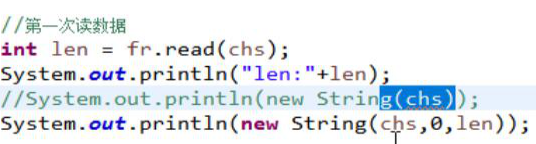 //第一次读数据
int len = fr.read(chs);
System.out.println("len:"+len);
//System.out.println(new String(chs));
System.out.println(new String(chs,0,len));